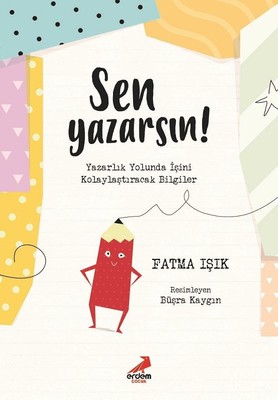 Sen
yazarsın!
Yazarlık Yolunda İşini
Kolaylaştıracak Bilgiler
FATMA IŞIK
Resimleyen
Büşra Kaygın
erdem
ÇOCUK